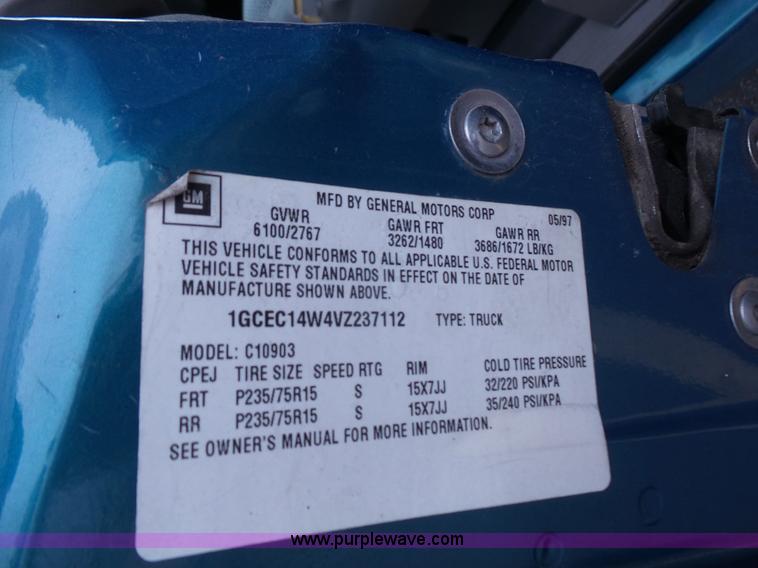 GM
MFD BY GENERAL MOTORS CORP 05/97
GVWR GAWR FRT GAWR RR
6100/2767 3262/1480 3686/1672 LB/KG
THIS VEHICLE CONFORMS TO ALL APPLICABLE U.S. FEDERAL MOTOR
VEHICLE SAFETY STANDARDS IN EFFECT ON THE DATE OF
MANUFACTURE SHOWN ABOVE.
1GCEC14W4VZ237112 TYPE: TRUCK
MODEL: C10903
CPEJ TIRE SIZE SPEED RTG RIM COLD TIRE PRESSURE
FRT P235/75R15 S 15X7JJ 32/220 PSI/KPA
RR P235/75R15 S 15X7JJ 35/240 PSI/KPA
SEE OWNER'S MANUAL FOR MORE INFORMATION.
www.purplewave.com